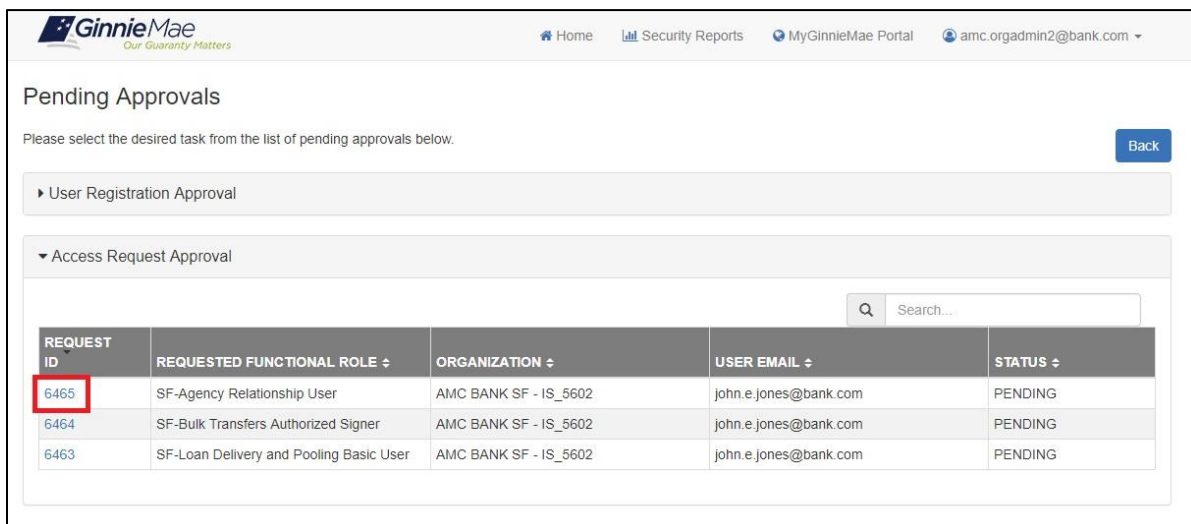 GinnieMae
Our Guaranty Matters
Home Security Reports MyGinnieMae Portal amc.orgadmin2@bank.com
Pending Approvals
Please select the desired task from the list of pending approvals below.
Back
User Registration Approval
Access Request Approval
Search...
REQUEST
ID REQUESTED FUNCTIONAL ROLE ORGANIZATION USER EMAIL STATUS
6465 SF-Agency Relationship User AMC BANK SF - IS_5602 john.e.jones@bank.com PENDING
6464 SF-Bulk Transfers Authorized Signer AMC BANK SF - IS_5602 john.e.jones@bank.com PENDING
6463 SF-Loan Delivery and Pooling Basic User AMC BANK SF - IS_5602 john.e.jones@bank.com PENDING